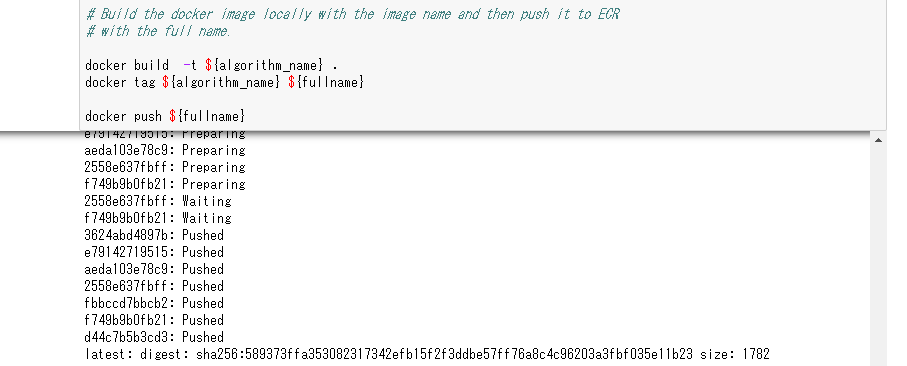 # Build the docker image locally with the image name and then push it to ECR
# with the full name.
docker build  -t ${algorithm_name} .
docker tag ${algorithm_name} ${fullname}
docker push ${fullname}
e79142719515: Preparing
aeda103e78c9: Preparing
2558e637fbff: Preparing
f749b9b0fb21: Preparing
2558e637fbff: Waiting
f749b9b0fb21: Waiting
3624abd4897b: Pushed
e79142719515: Pushed
aeda103e78c9: Pushed
2558e637fbff: Pushed
fbbccd7bbcb2: Pushed
f749b9b0fb21: Pushed
d44c7b5b3cd3: Pushed
latest: digest: sha256:589373ffa353082317342efb15f2f3ddbe57ff76a8c4c96203a3fbf035e11b23 size: 1782